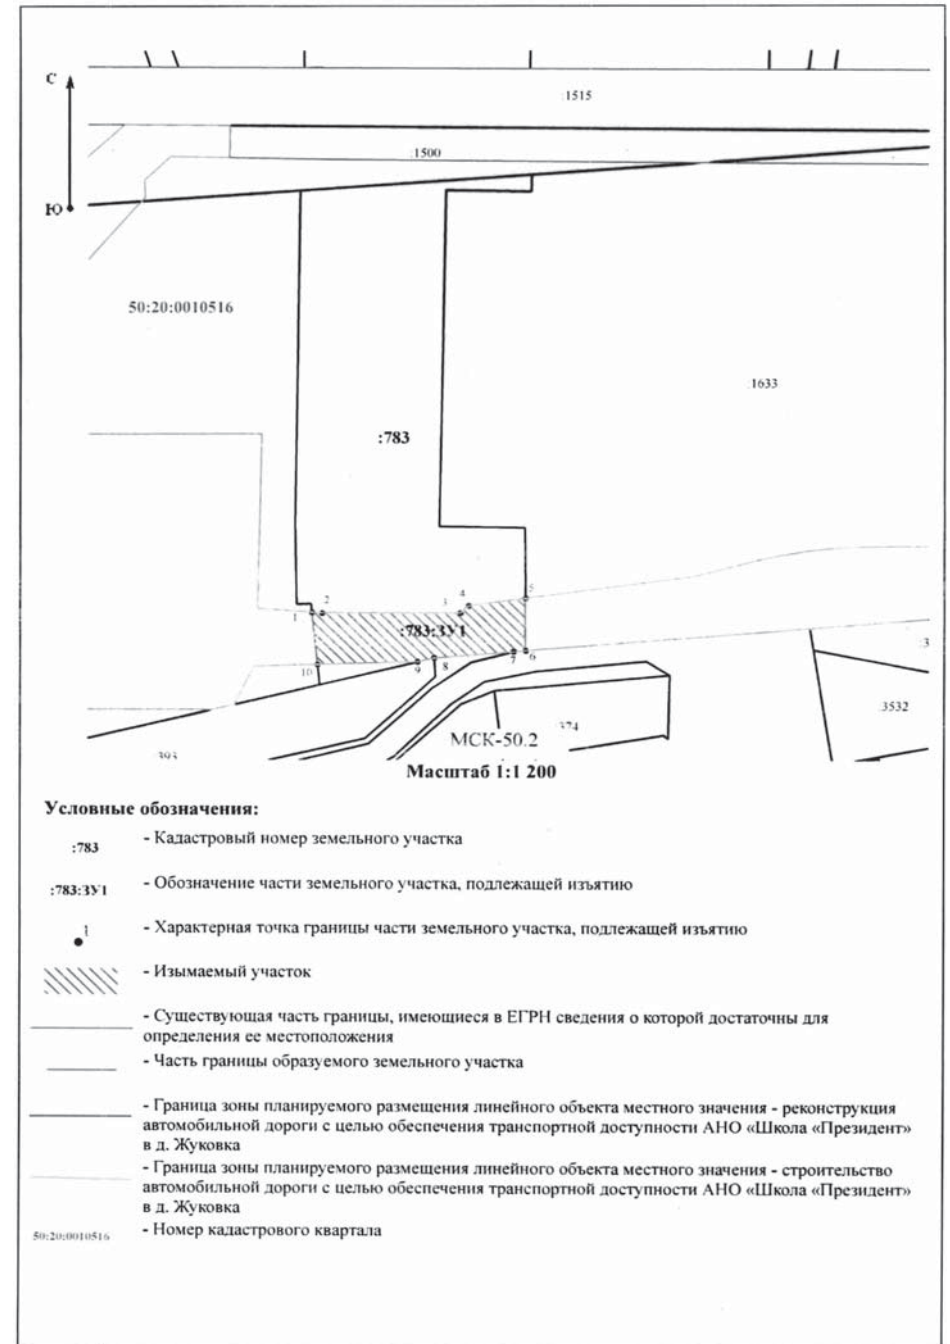 С
:1515
:1500
Ю
50:20:0010516
:1633
:783
1
2
3
4
5
:783:ЗУ1
10
9
8
7
6
:3
:3532
:374
МСК-50.2
:393
Масштаб 1:1 200
Условные обозначения:
:783 - Кадастровый номер земельного участка
:783:ЗУ1 - Обозначение части земельного участка, подлежащей изъятию
1 - Характерная точка границы части земельного участка, подлежащей изъятию
- Изымаемый участок
- Существующая часть границы, имеющиеся в ЕГРН сведения о которой достаточны для
определения ее местоположения
- Часть границы образуемого земельного участка
- Граница зоны планируемого размещения линейного объекта местного значения - реконструкция
автомобильной дороги с целью обеспечения транспортной доступности АНО «Школа «Президент»
в д. Жуковка
- Граница зоны планируемого размещения линейного объекта местного значения - строительство
автомобильной дороги с целью обеспечения транспортной доступности АНО «Школа «Президент»
в д. Жуковка
50:20:0010516 - Номер кадастрового квартала